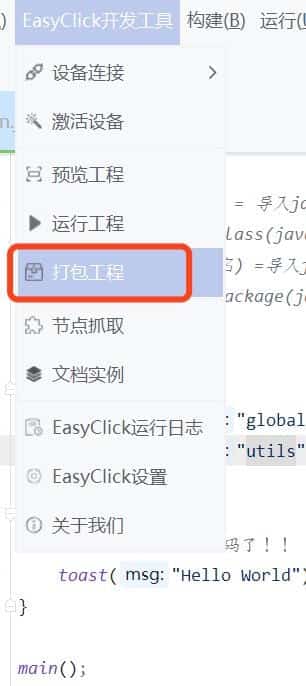 EasyClick开发工具 构建(B) 运行(
设备连接
激活设备
预览工程
= 导入ja
运行工程
lass(java
打包工程
) =导入j
ackage(ja
节点抓取
文档实例
EasyClick运行日志
: "global
EasyClick设置
: "utils"
关于我们
吗了！！
toast( msg: "Hello World")
}
main();